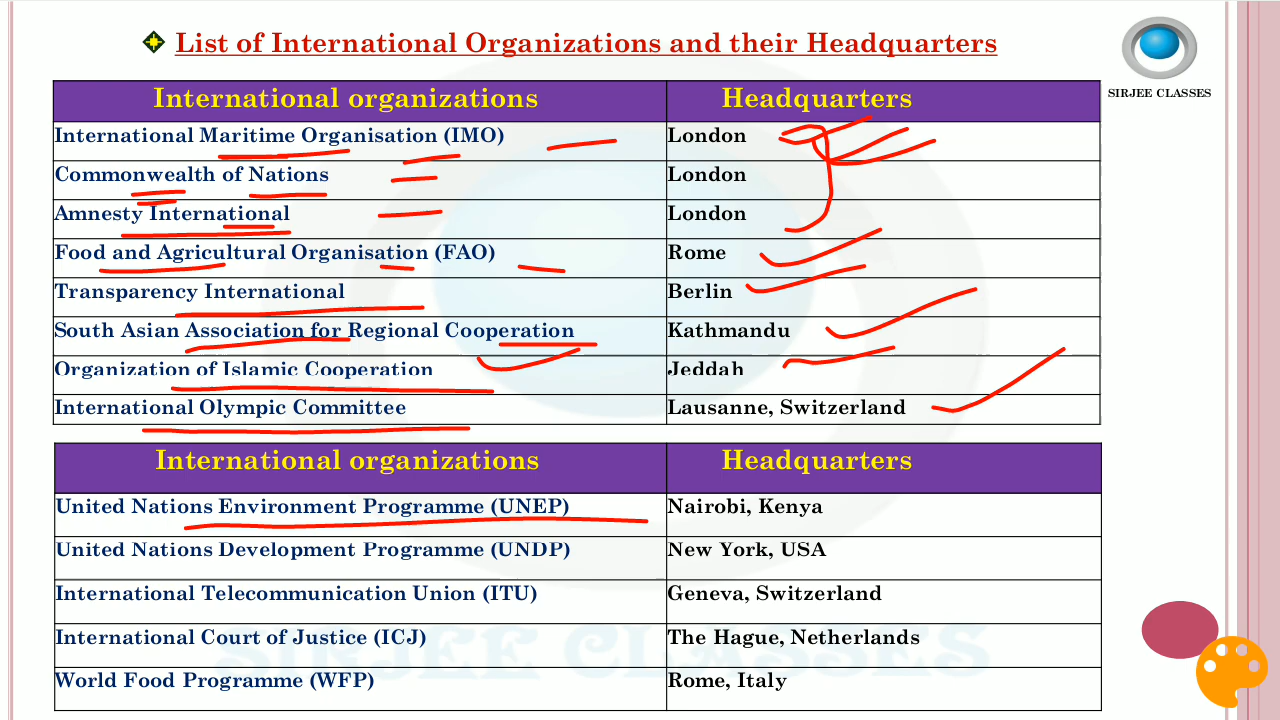 List of International Organizations and their Headquarters
SIRJEE CLASSES
International organizations Headquarters
International Maritime Organisation (IMO) London
Commonwealth of Nations London
Amnesty International London
Food and Agricultural Organisation (FAO) Rome
Transparency International Berlin
South Asian Association for Regional Cooperation Kathmandu
Organization of Islamic Cooperation Jeddah
International Olympic Committee Lausanne, Switzerland
International organizations Headquarters
United Nations Environment Programme (UNEP) Nairobi, Kenya
United Nations Development Programme (UNDP) New York, USA
International Telecommunication Union (ITU) Geneva, Switzerland
International Court of Justice (ICJ) The Hague, Netherlands
SIRJEE CLASSES
World Food Programme (WFP) Rome, Italy